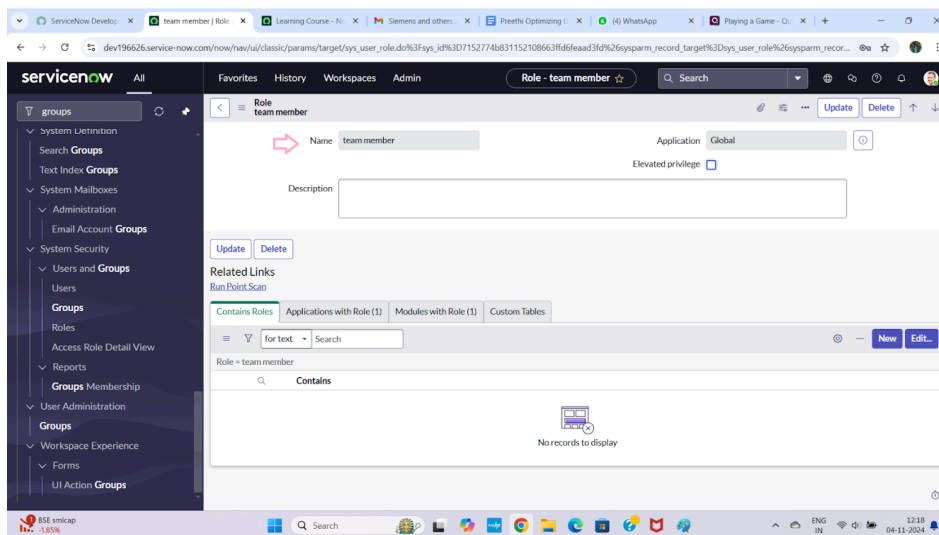 ServiceNow Develop
team member | Role
Learning Course - N
Siemens and others
Preethi Optimizing U
(4) WhatsApp
Playing a Game - Qu
dev196626.service-now.com/now/nav/ui/classic/params/target/sys_user_role.do%3Fsys_id%3D7152774b831152108663ffd6feaad3fd%26sysparm_record_target%3Dsys_user_role%26sysparm_recor...
servicenow All Favorites History Workspaces Admin Role - team member Search
groups
Role
team member
Update Delete
System Definition
Search Groups
Text Index Groups
System Mailboxes
Administration
Email Account Groups
System Security
Users and Groups
Users
Groups
Roles
Access Role Detail View
Reports
Groups Membership
User Administration
Groups
Workspace Experience
Forms
UI Action Groups
Name team member
Application Global
Elevated privilege
Description
Update Delete
Related Links
Run Point Scan
Contains Roles Applications with Role (1) Modules with Role (1) Custom Tables
for text Search New Edit...
Role = team member
Contains
No records to display
BSE smlcap
-1.85%
Search
ENG
IN
12:18
04-11-2024